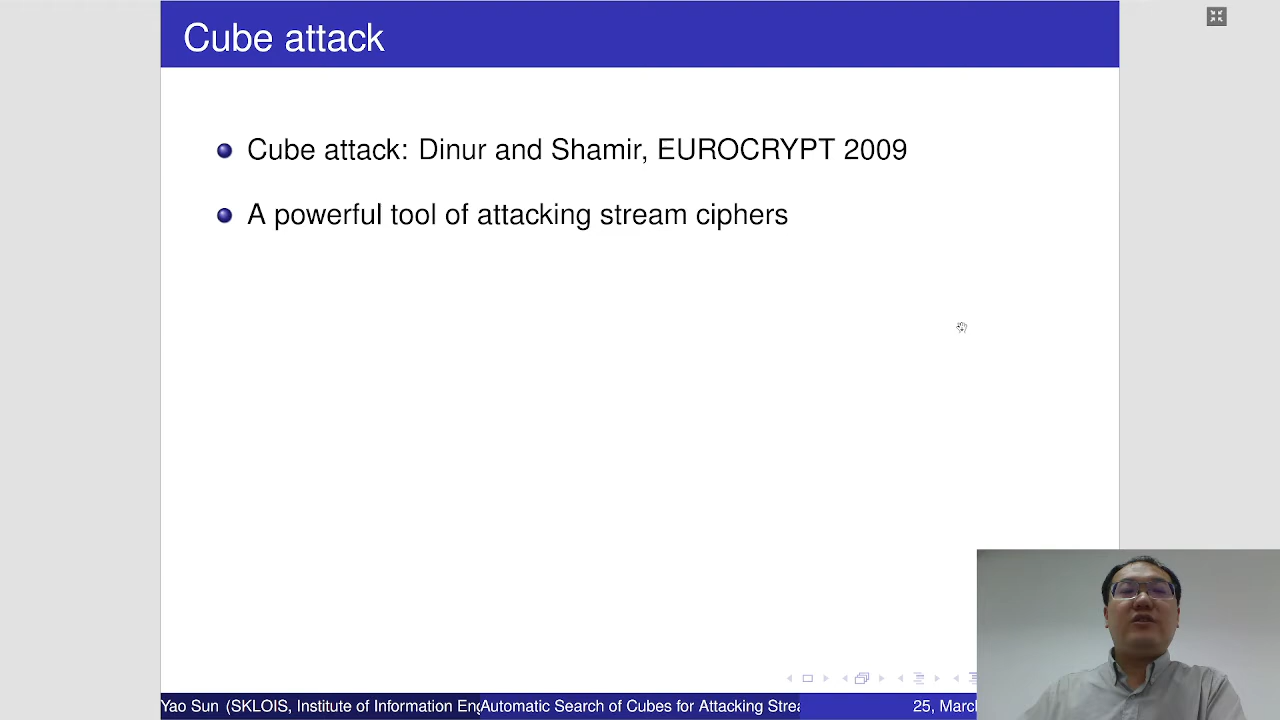 Cube attack
Cube attack: Dinur and Shamir, EUROCRYPT 2009
A powerful tool of attacking stream ciphers
Yao Sun (SKLOIS, Institute of Information Eng
Automatic Search of Cubes for Attacking Strea
25, March